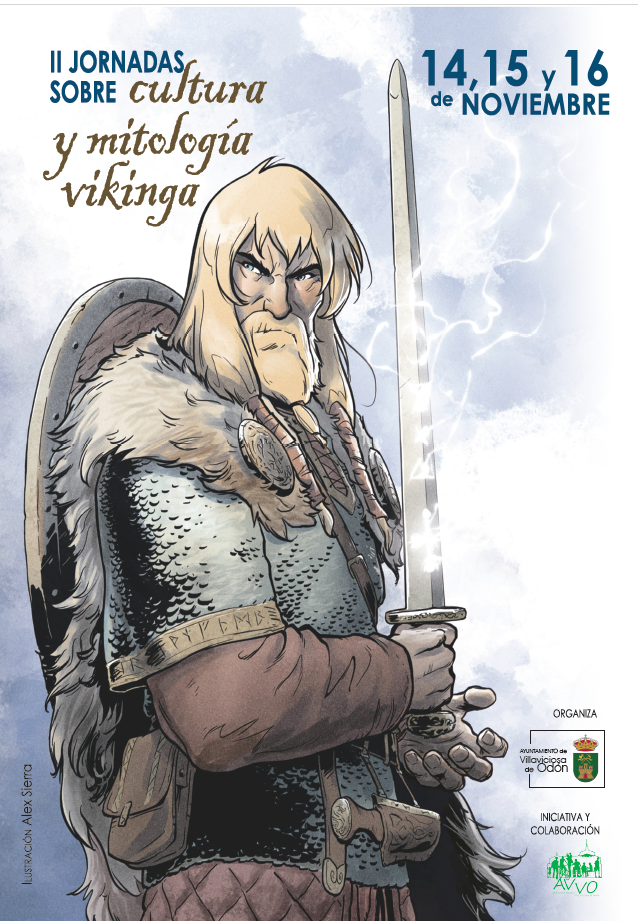 II JORNADAS
SOBRE cultura
y mitología
vikinga
14, 15 y 16
de NOVIEMBRE
ORGANIZA
AYUNTAMIENTO de
Villaviciosa
de Odón
INICIATIVA Y
COLABORACIÓN
AVVO
ILUSTRACIÓN Alex Sierra